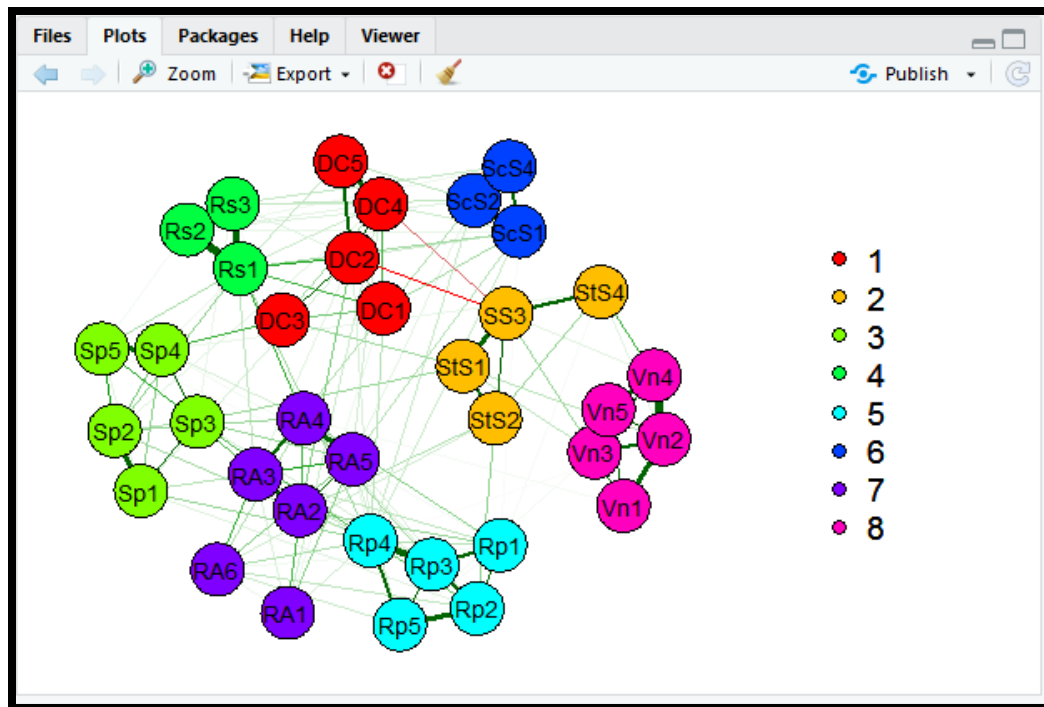 Files Plots Packages Help Viewer
Zoom Export Publish
DC5
ScS4
DC4
ScS2
Rs3
Rs2
ScS1
DC2
Rs1
StS4
DC1
SS3
DC3
Sp5
Sp4
StS1
Vn4
Vn5
StS2
RA4
Sp3
Sp2
Vn2
Vn3
RA5
RA3
Sp1
Vn1
RA2
Rp4
Rp1
Rp3
RA6
Rp2
RA1
Rp5
1
2
3
4
5
6
7
8